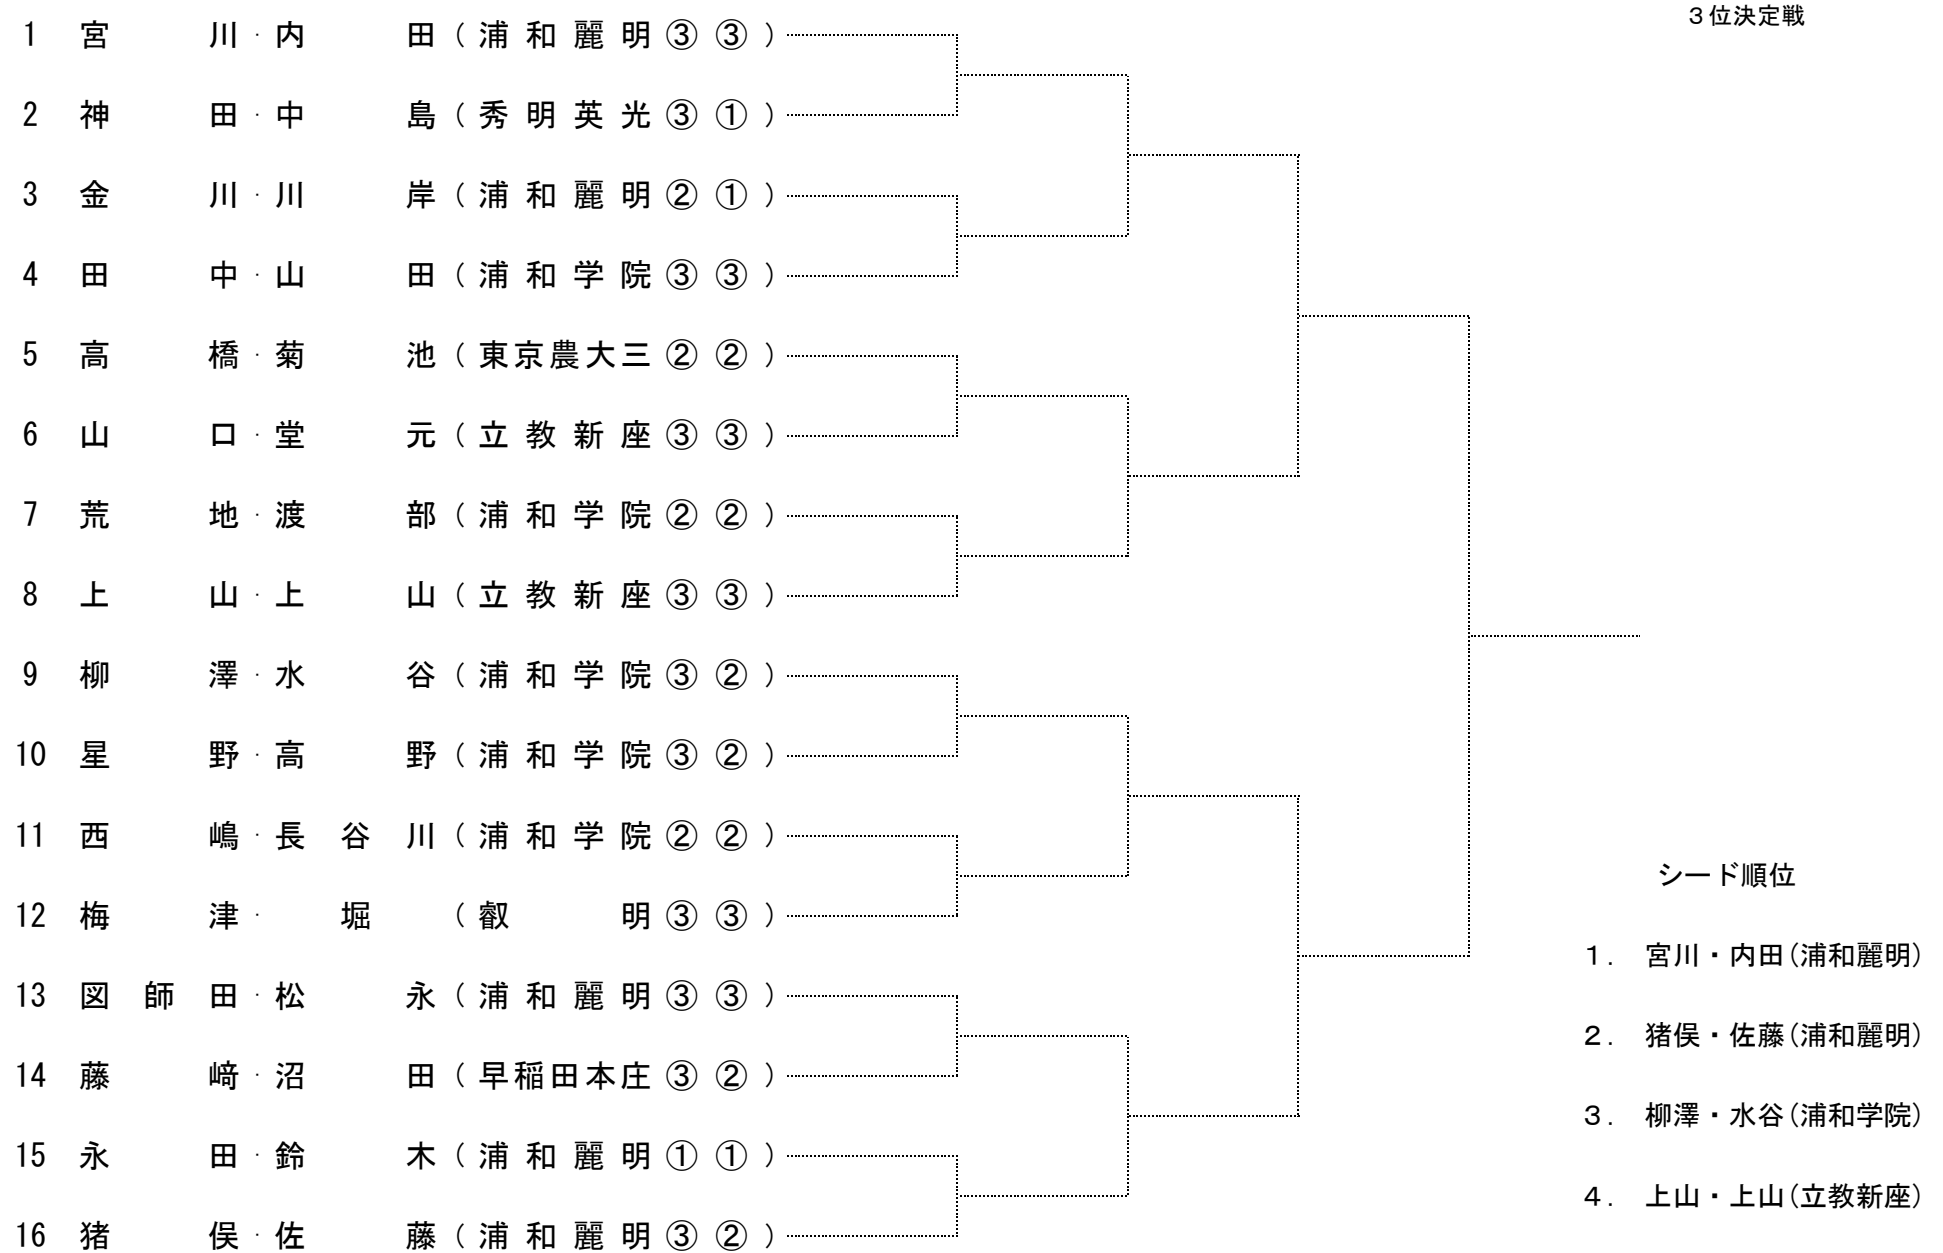 ３位決定戦
1 宮川・内田（浦和麗明③③）
2 神田・中島（秀明英光③①）
3 金川・川岸（浦和麗明②①）
4 田中・山田（浦和学院③③）
5 高橋・菊池（東京農大三②②）
6 山口・堂元（立教新座③③）
7 荒地・渡部（浦和学院②②）
8 上山・上山（立教新座③③）
9 柳澤・水谷（浦和学院③②）
10 星野・高野（浦和学院③②）
11 西嶋・長谷川（浦和学院②②）
12 梅津・堀（叡明③③）
13 図師田・松永（浦和麗明③③）
14 藤﨑・沼田（早稲田本庄③②）
15 永田・鈴木（浦和麗明①①）
16 猪俣・佐藤（浦和麗明③②）
シード順位
１. 宮川・内田(浦和麗明)
２. 猪俣・佐藤(浦和麗明)
３. 柳澤・水谷(浦和学院)
４. 上山・上山(立教新座)